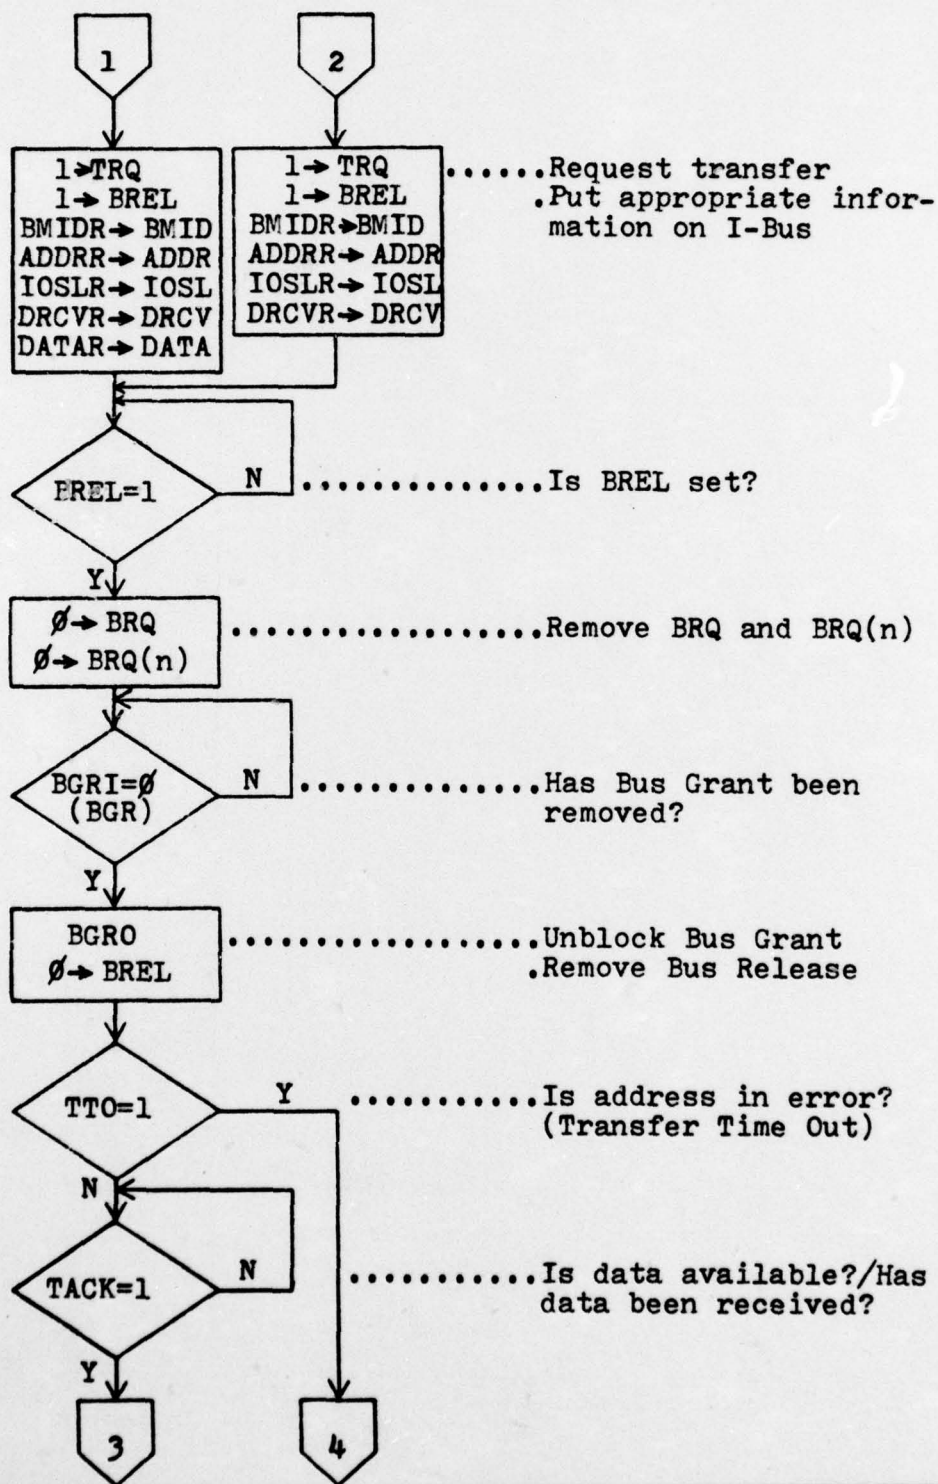 1
2
1→TRQ
1→BREL
BMIDR→BMID
ADDRR→ADDR
IOSLR→IOSL
DRCVR→DRCV
DATAR→DATA
1→TRQ
1→BREL
BMIDR→BMID
ADDRR→ADDR
IOSLR→IOSL
DRCVR→DRCV
......Request transfer
.Put appropriate infor-
mation on I-Bus
BREL=1
N
...............Is BREL set?
Y
Ø→BRQ
Ø→BRQ(n)
..................Remove BRQ and BRQ(n)
BGRI=Ø
(BGR)
N
...............Has Bus Grant been
removed?
Y
BGRO
Ø→BREL
..................Unblock Bus Grant
.Remove Bus Release
TTO=1
Y
............Is address in error?
(Transfer Time Out)
N
TACK=1
N
............Is data available?/Has
data been received?
Y
3
4